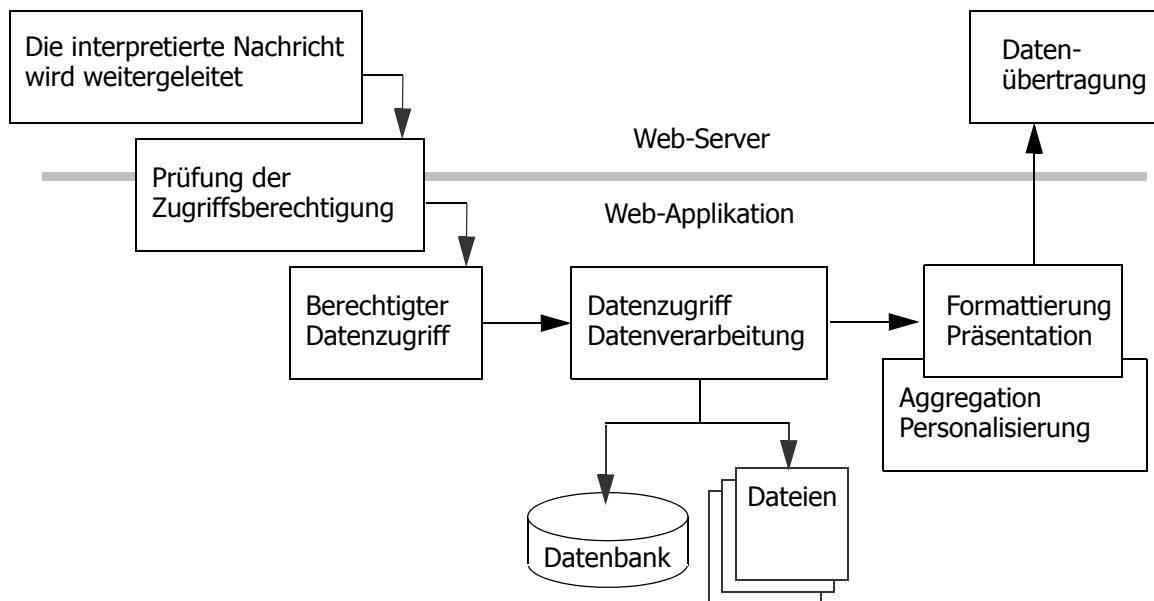 Die interpretierte Nachricht
wird weitergeleitet
Daten-
übertragung
Web-Server
Prüfung der
Zugriffsberechtigung
Web-Applikation
Berechtigter
Datenzugriff
Datenzugriff
Datenverarbeitung
Formattierung
Präsentation
Aggregation
Personalisierung
Datenbank
Dateien